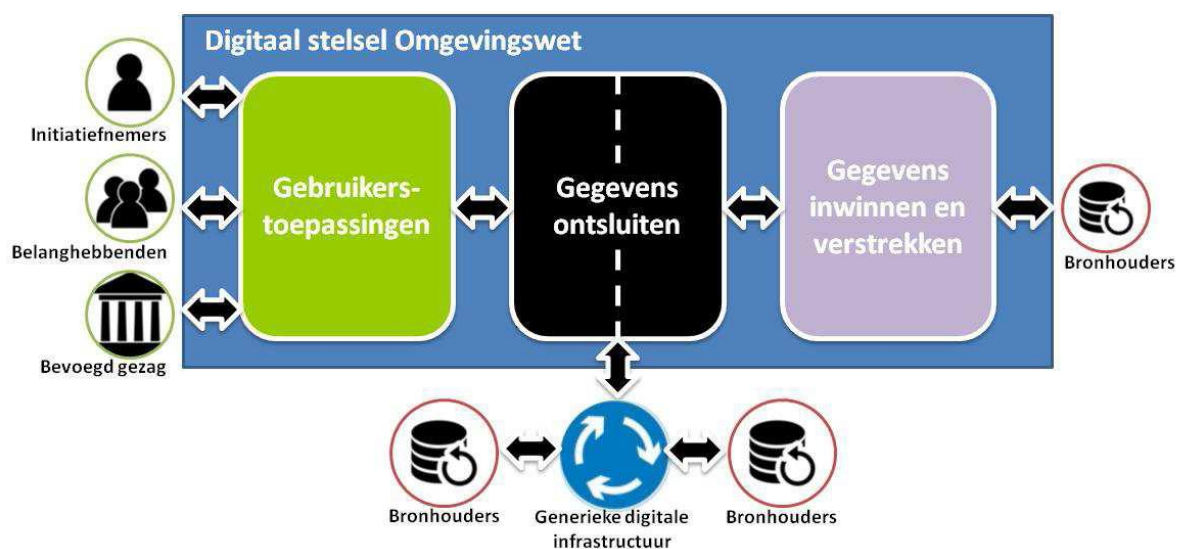 Digitaal stelsel Omgevingswet
Initiatiefnemers
Belanghebbenden
Bevoegd gezag
Gebruikers-
toepassingen
Gegevens
ontsluiten
Gegevens
inwinnen en
verstrekken
Bronhouders
Bronhouders
Generieke digitale
infrastructuur
Bronhouders